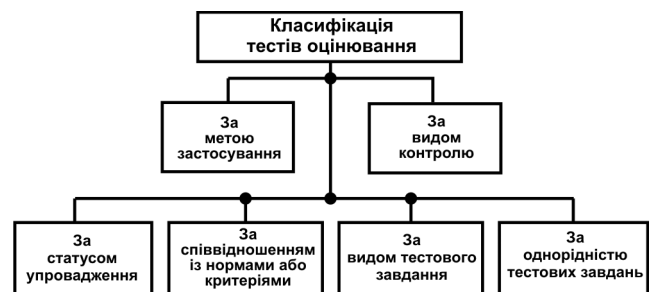 Класифікація
тестів оцінювання
За
метою
застосування
За
видом
контролю
За
статусом
упровадження
За
співвідношенням
із нормами або
критеріями
За
видом тестового
завдання
За
однорідністю
тестових завдань